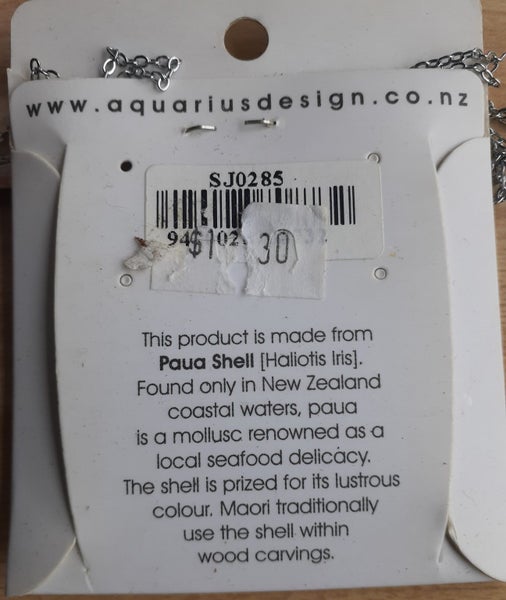 www.aquariusdesign.co.nz
SJ0285
This product is made from
Paua Shell [Haliotis Iris].
Found only in New Zealand
coastal waters, paua
is a mollusc renowned as a
local seafood delicacy.
The shell is prized for its lustrous
colour. Maori traditionally
use the shell within
wood carvings.